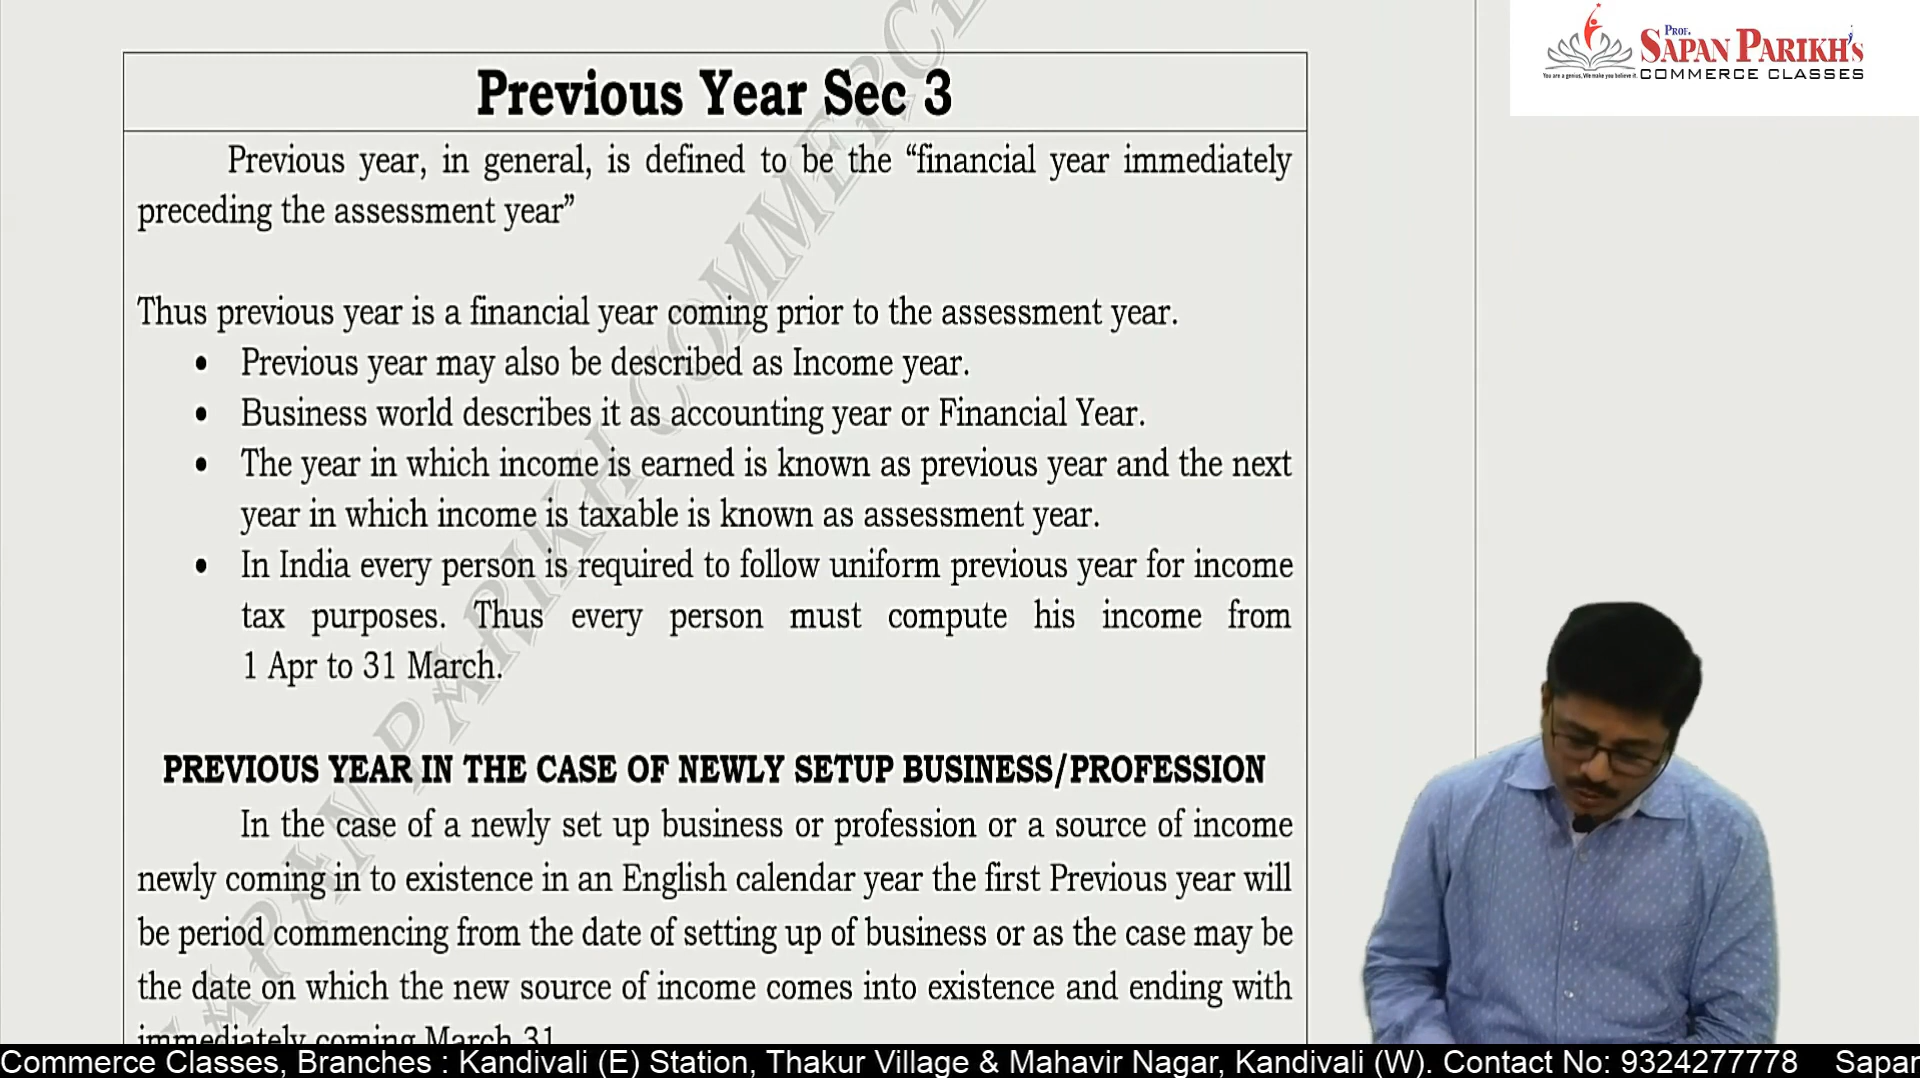 PROF.
SAPAN PARIKH'S
You are a genius, We make you believe it.
COMMERCE CLASSES
Previous Year Sec 3
Previous year, in general, is defined to be the “financial year immediately
preceding the assessment year”
Thus previous year is a financial year coming prior to the assessment year.
• Previous year may also be described as Income year.
• Business world describes it as accounting year or Financial Year.
• The year in which income is earned is known as previous year and the next
year in which income is taxable is known as assessment year.
• In India every person is required to follow uniform previous year for income
tax purposes. Thus every person must compute his income from
1 Apr to 31 March.
PREVIOUS YEAR IN THE CASE OF NEWLY SETUP BUSINESS/PROFESSION
In the case of a newly set up business or profession or a source of income
newly coming in to existence in an English calendar year the first Previous year will
be period commencing from the date of setting up of business or as the case may be
the date on which the new source of income comes into existence and ending with
immediately coming March 31
SAPAN PARIKH COMMERCE
Commerce Classes, Branches : Kandivali (E) Station, Thakur Village & Mahavir Nagar, Kandivali (W). Contact No: 9324277778 Sapan